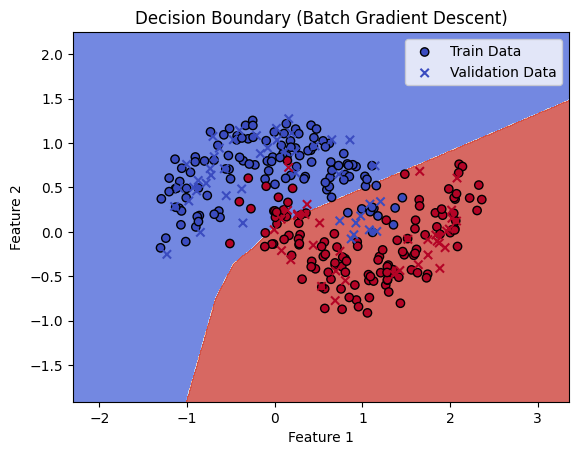 Decision Boundary (Batch Gradient Descent)
Train Data
Validation Data
2.0
1.5
1.0
0.5
0.0
−0.5
−1.0
−1.5
Feature 2
−2
−1
0
1
2
3
Feature 1